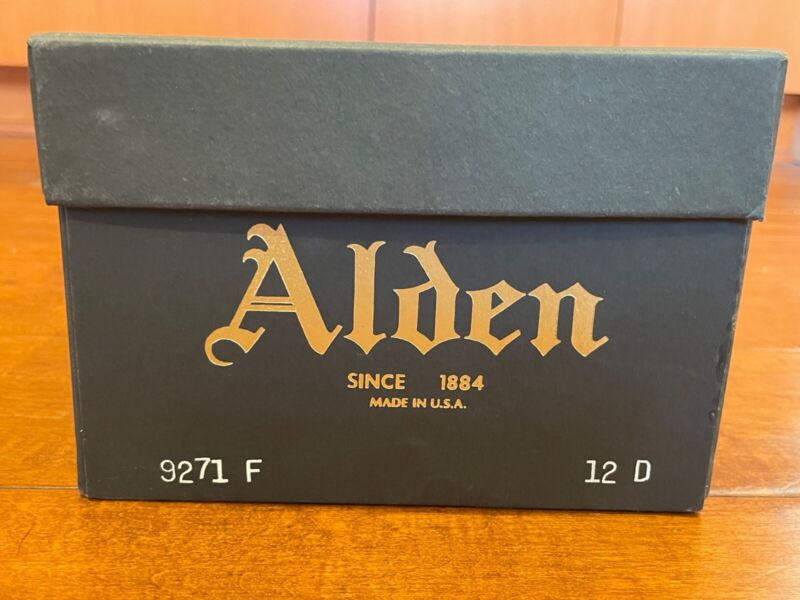 Alden
SINCE 1884
MADE IN U.S.A.
9271 F 12 D